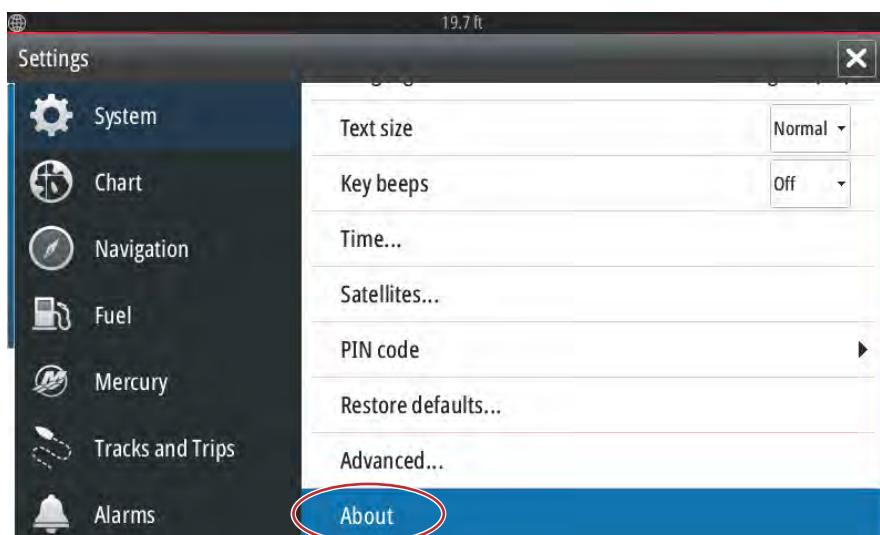 19.7 ft
Settings
System
Chart
Navigation
Fuel
Mercury
Tracks and Trips
Alarms
Text size
Normal
Key beeps
Off
Time...
Satellites...
PIN code
Restore defaults...
Advanced...
About